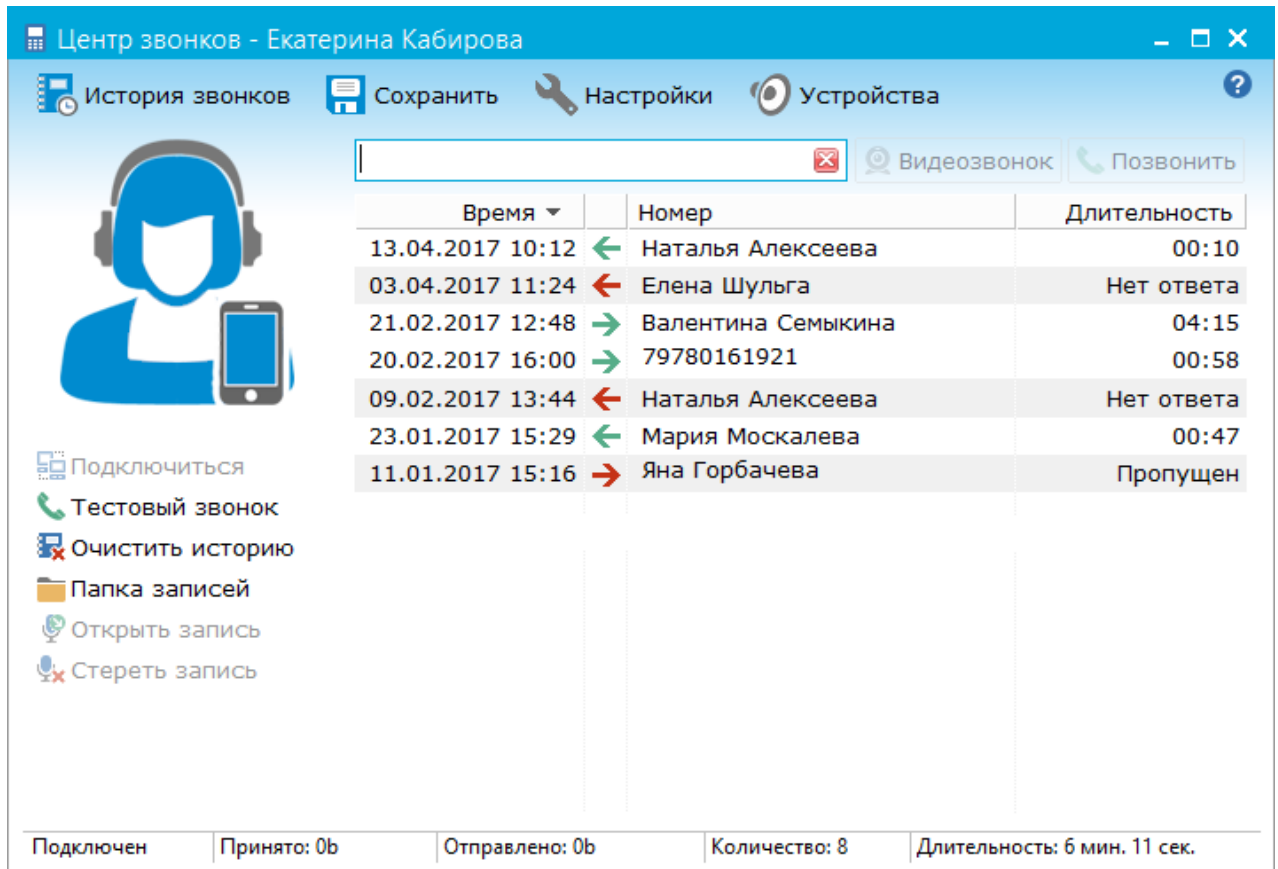 Центр звонков - Екатерина Кабирова
История звонков Сохранить Настройки Устройства ?
Видеозвонок Позвонить
Время Номер Длительность
13.04.2017 10:12 Наталья Алексеева 00:10
03.04.2017 11:24 Елена Шульга Нет ответа
21.02.2017 12:48 Валентина Семыкина 04:15
20.02.2017 16:00 79780161921 00:58
09.02.2017 13:44 Наталья Алексеева Нет ответа
23.01.2017 15:29 Мария Москалева 00:47
11.01.2017 15:16 Яна Горбачева Пропущен
Подключиться
Тестовый звонок
Очистить историю
Папка записей
Открыть запись
Стереть запись
Подключен Принято: 0b Отправлено: 0b Количество: 8 Длительность: 6 мин. 11 сек.